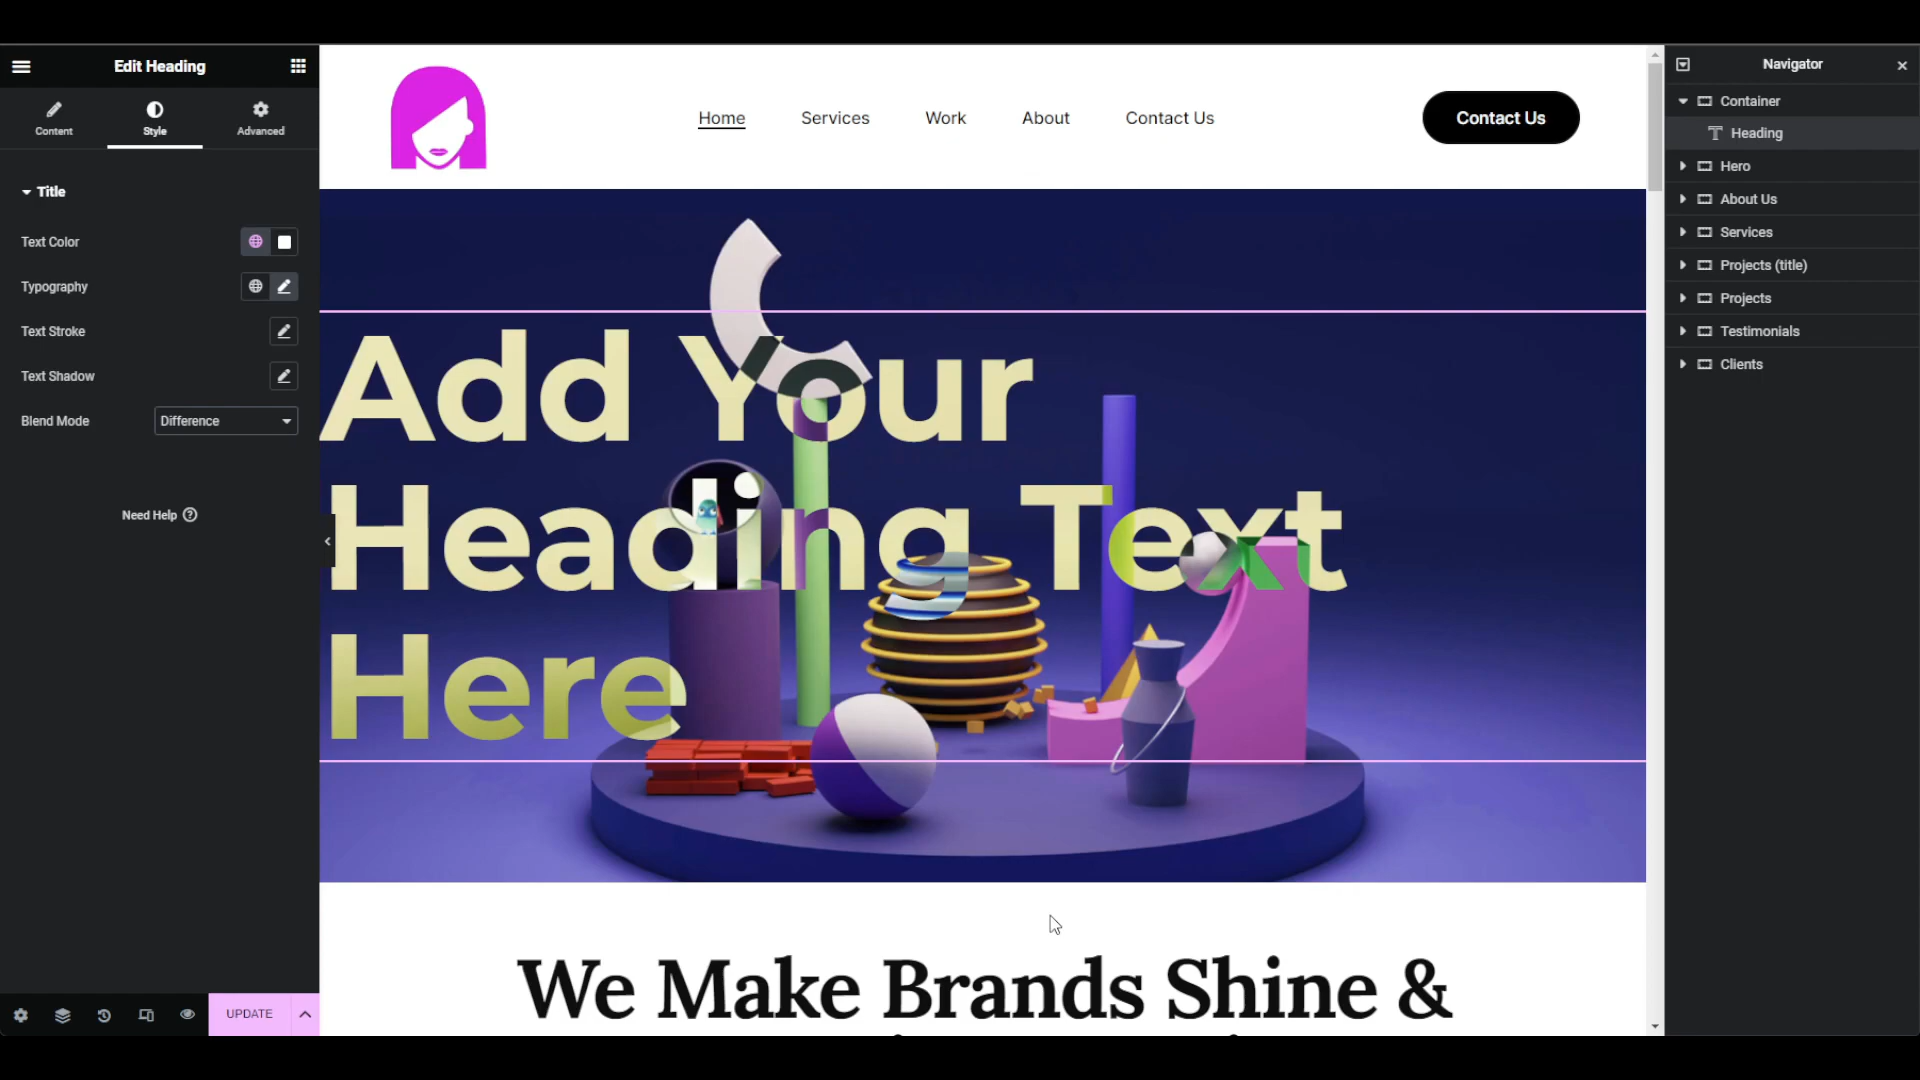 Edit Heading
Content
Style
Advanced
Title
Text Color
Typography
Text Stroke
Text Shadow
Blend Mode
Difference
Need Help
UPDATE
Home
Services
Work
About
Contact Us
Contact Us
Add Your
Heading Text
Here
We Make Brands Shine &
Navigator
Container
Heading
Hero
About Us
Services
Projects (title)
Projects
Testimonials
Clients